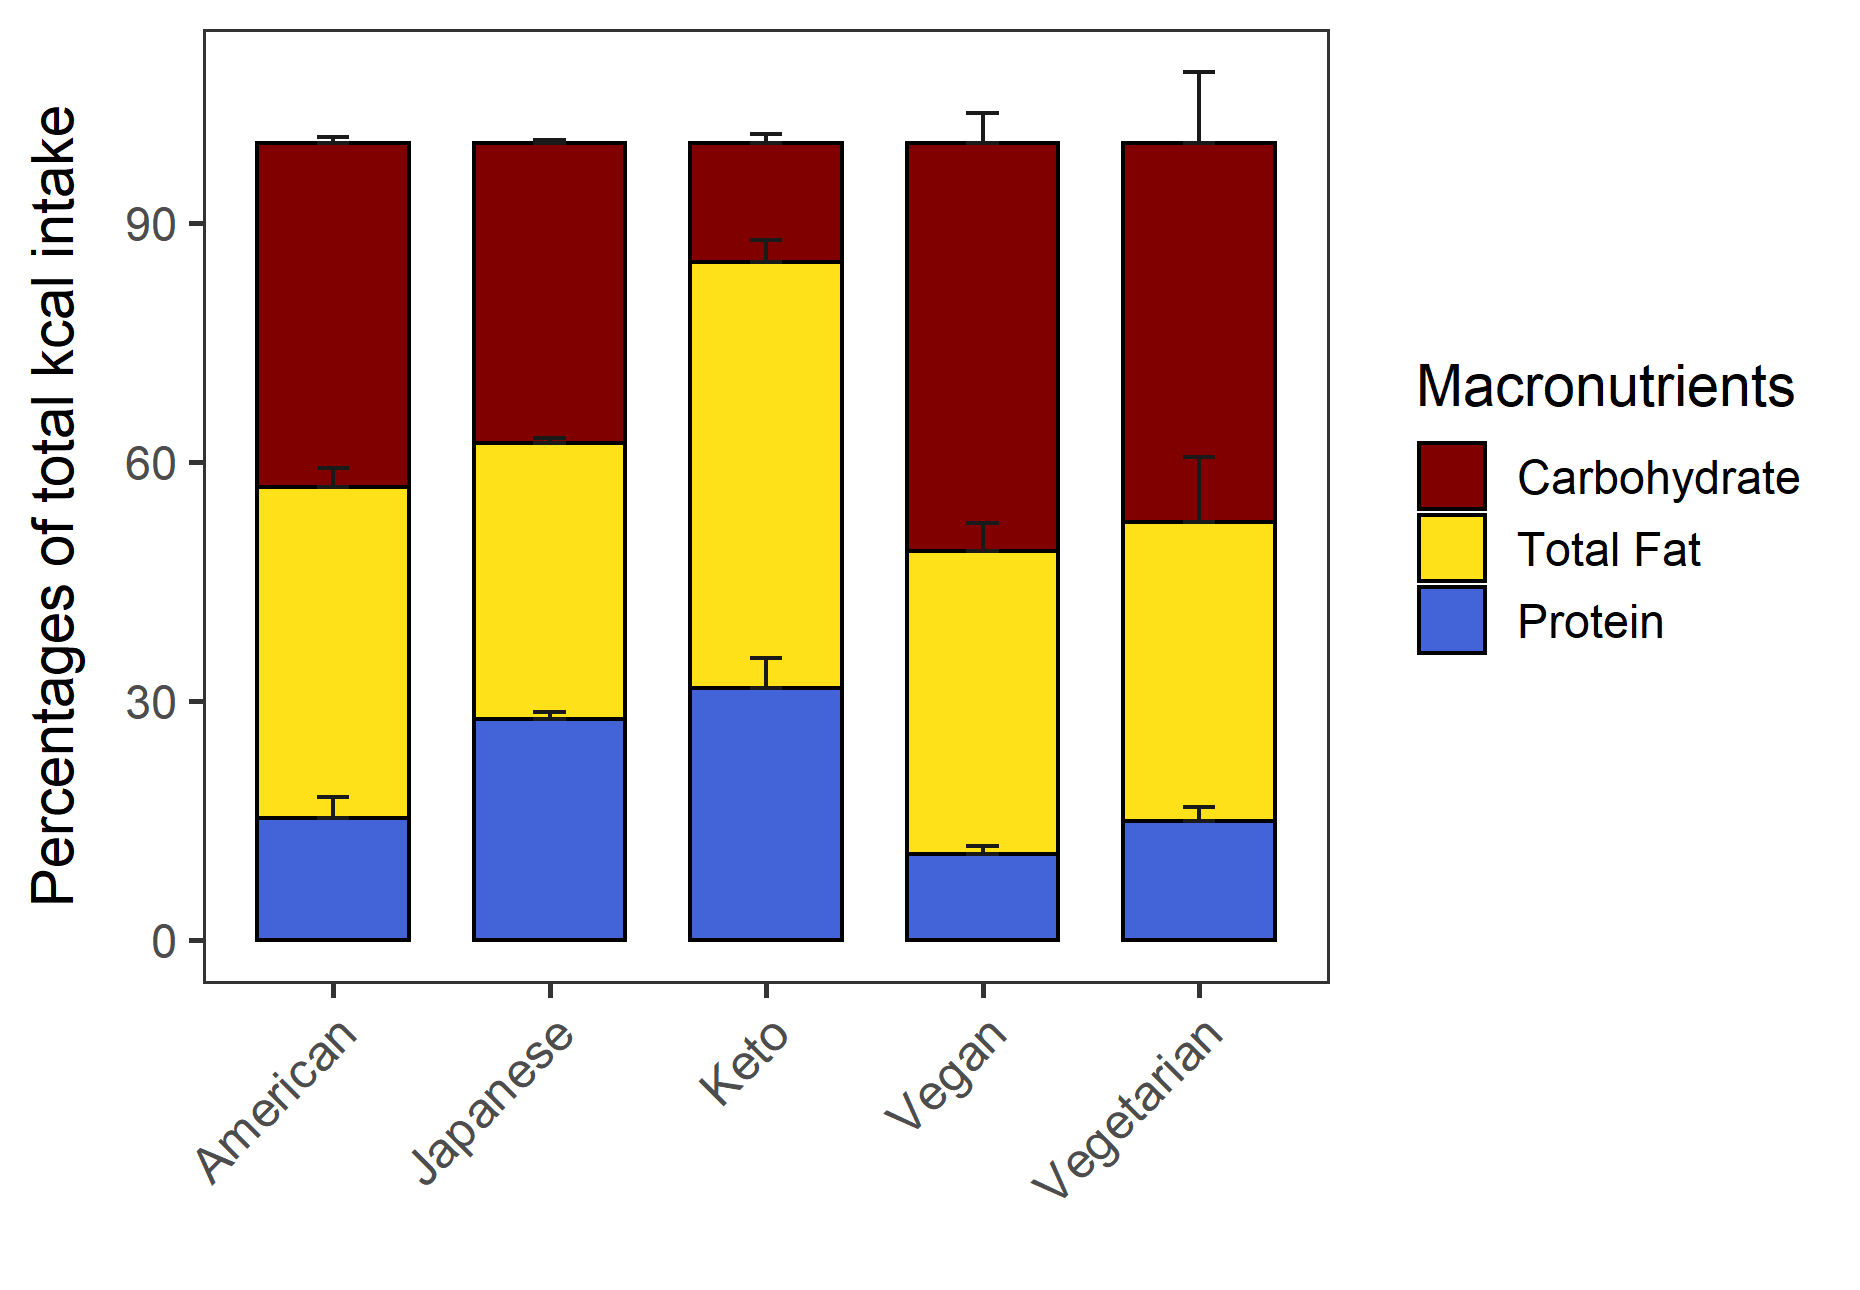 Percentages of total kcal intake
90
60
30
0
American
Japanese
Keto
Vegan
Vegetarian
Macronutrients
Carbohydrate
Total Fat
Protein